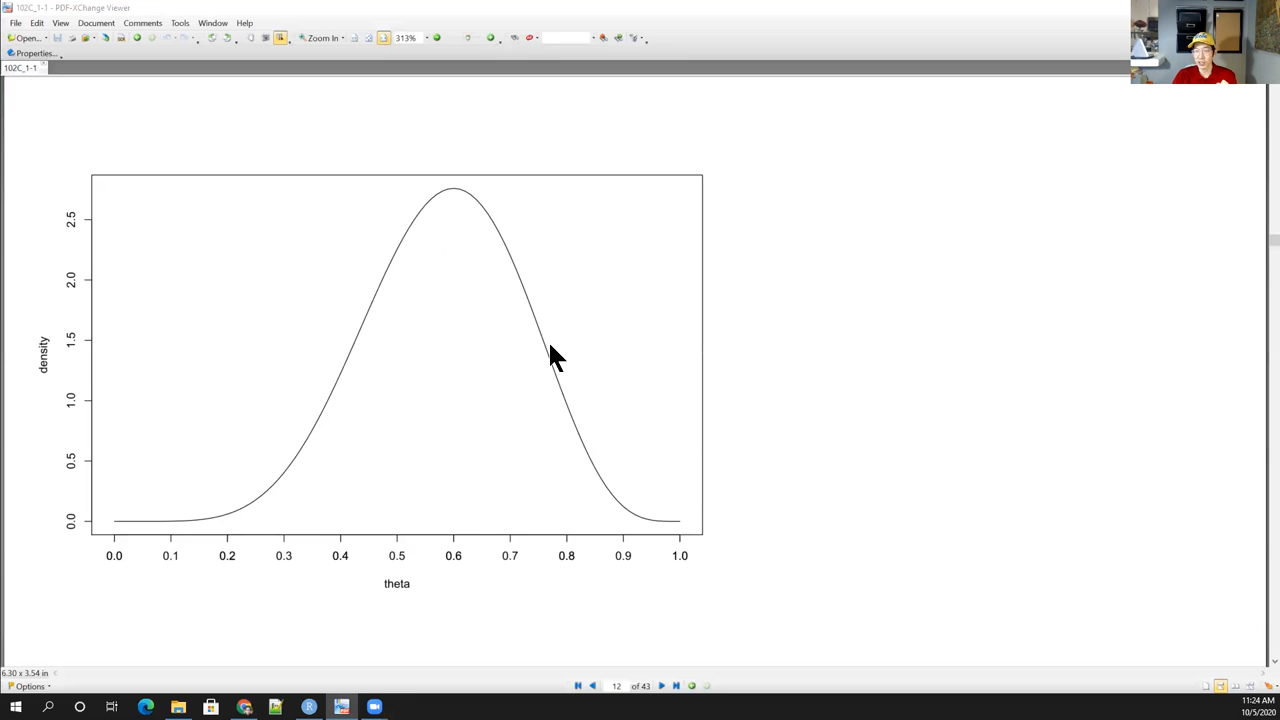 102C_1-1 - PDF-XChange Viewer
File Edit View Document Comments Tools Window Help
Open... Zoom In 313%
Properties...
102C_1-1
2.5
2.0
1.5
1.0
0.5
0.0
density
0.0 0.1 0.2 0.3 0.4 0.5 0.6 0.7 0.8 0.9 1.0
theta
6.30 x 3.54 in
Options 12 of 43
11:24 AM
10/5/2020